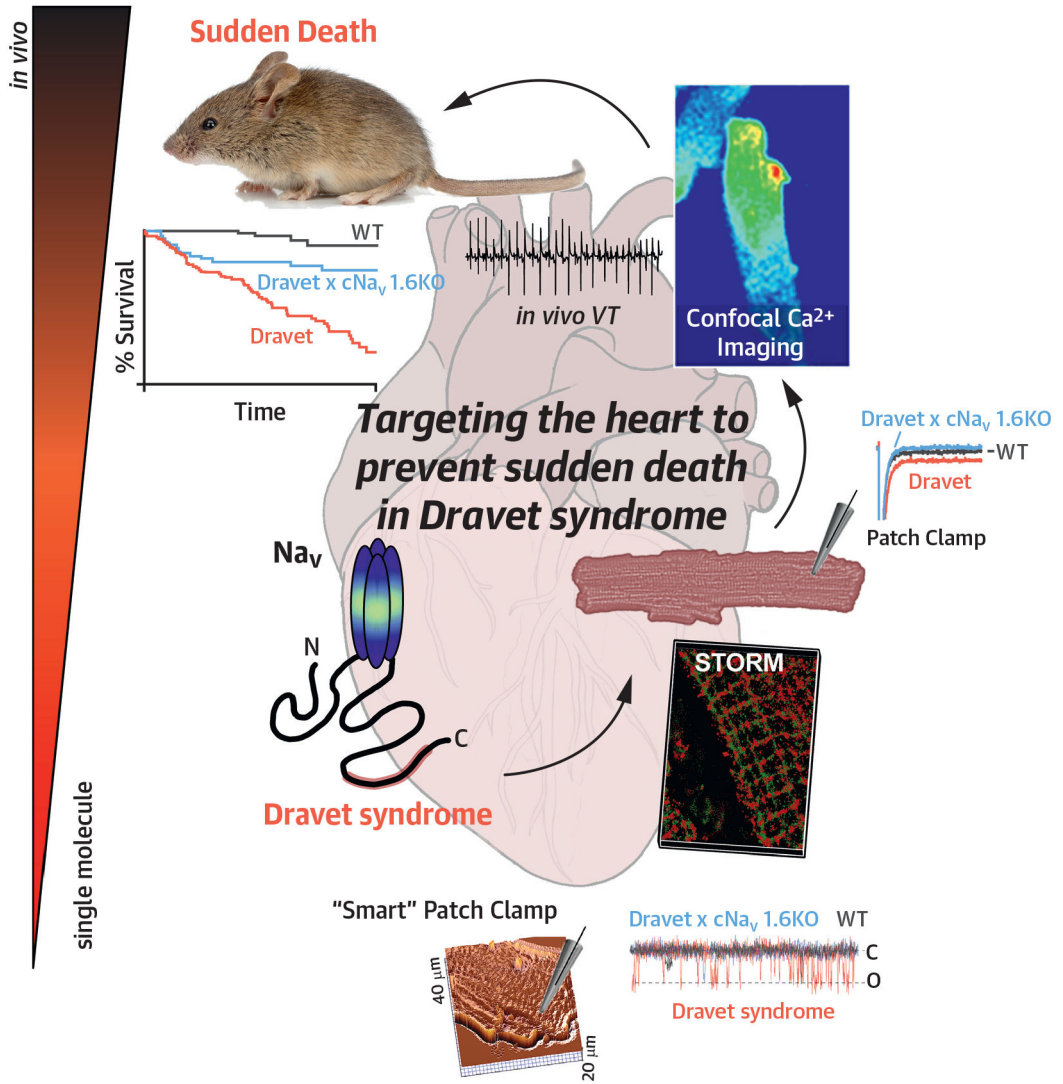 in vivo
Sudden Death
WT
Dravet x cNav 1.6KO
Dravet
% Survival
Time
in vivo VT
Confocal Ca2+
Imaging
Targeting the heart to
prevent sudden death
in Dravet syndrome
Dravet x cNav 1.6KO
-WT
Dravet
Patch Clamp
Nav
N
C
Dravet syndrome
STORM
single molecule
"Smart" Patch Clamp
40 μm
20 μm
Dravet x cNav 1.6KO WT
C
O
Dravet syndrome